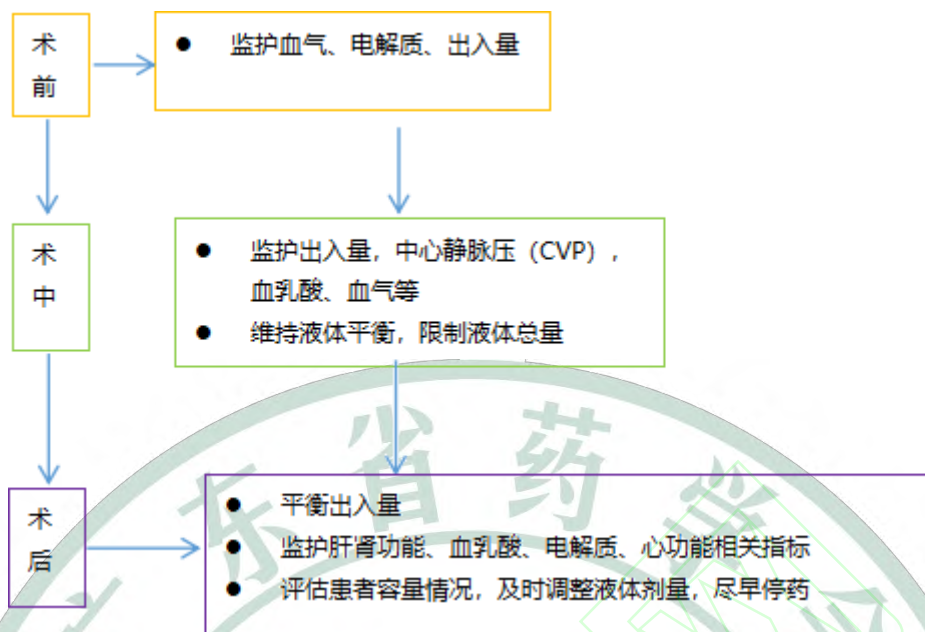 术前
● 监护血气、电解质、出入量
术中
● 监护出入量，中心静脉压（CVP），
血乳酸、血气等
● 维持液体平衡，限制液体总量
术后
● 平衡出入量
● 监护肝肾功能、血乳酸、电解质、心功能相关指标
● 评估患者容量情况，及时调整液体剂量，尽早停药
东省药学